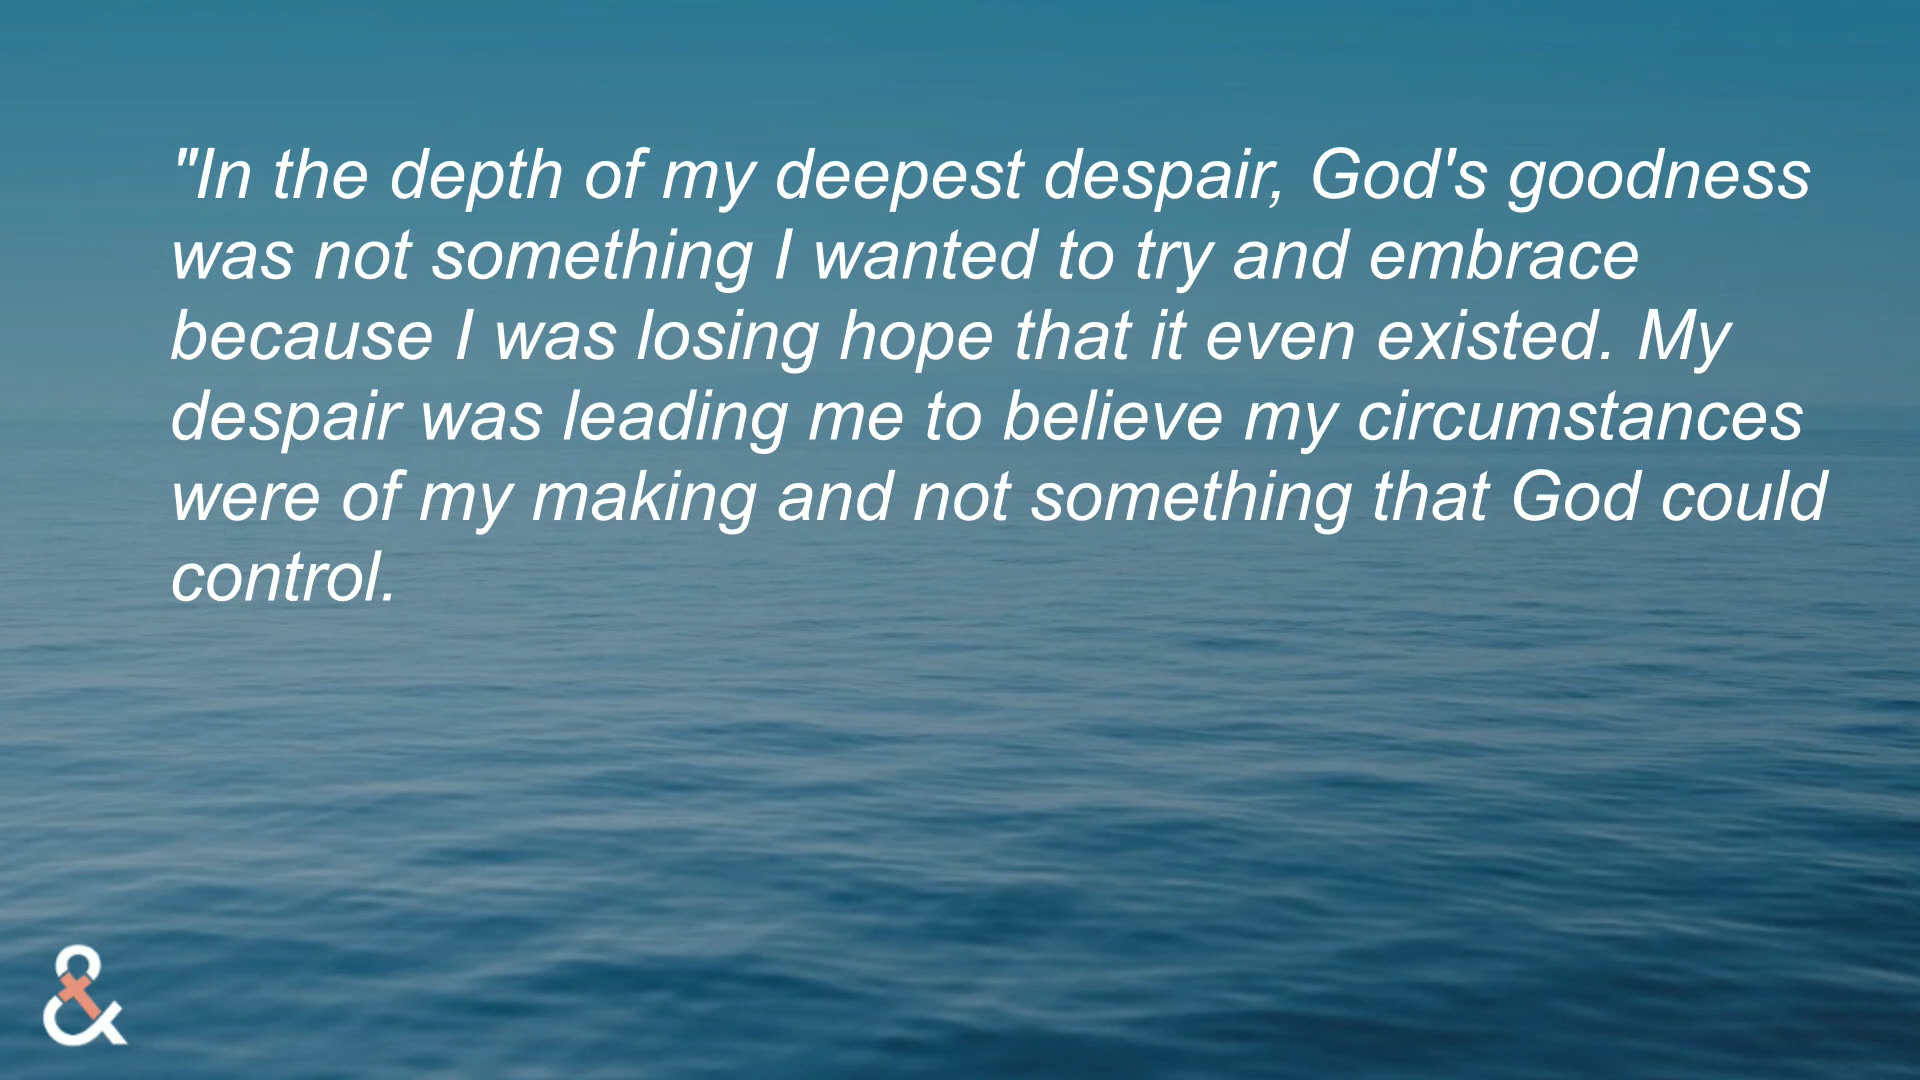 "In the depth of my deepest despair, God's goodness
was not something I wanted to try and embrace
because I was losing hope that it even existed. My
despair was leading me to believe my circumstances
were of my making and not something that God could
control.
&